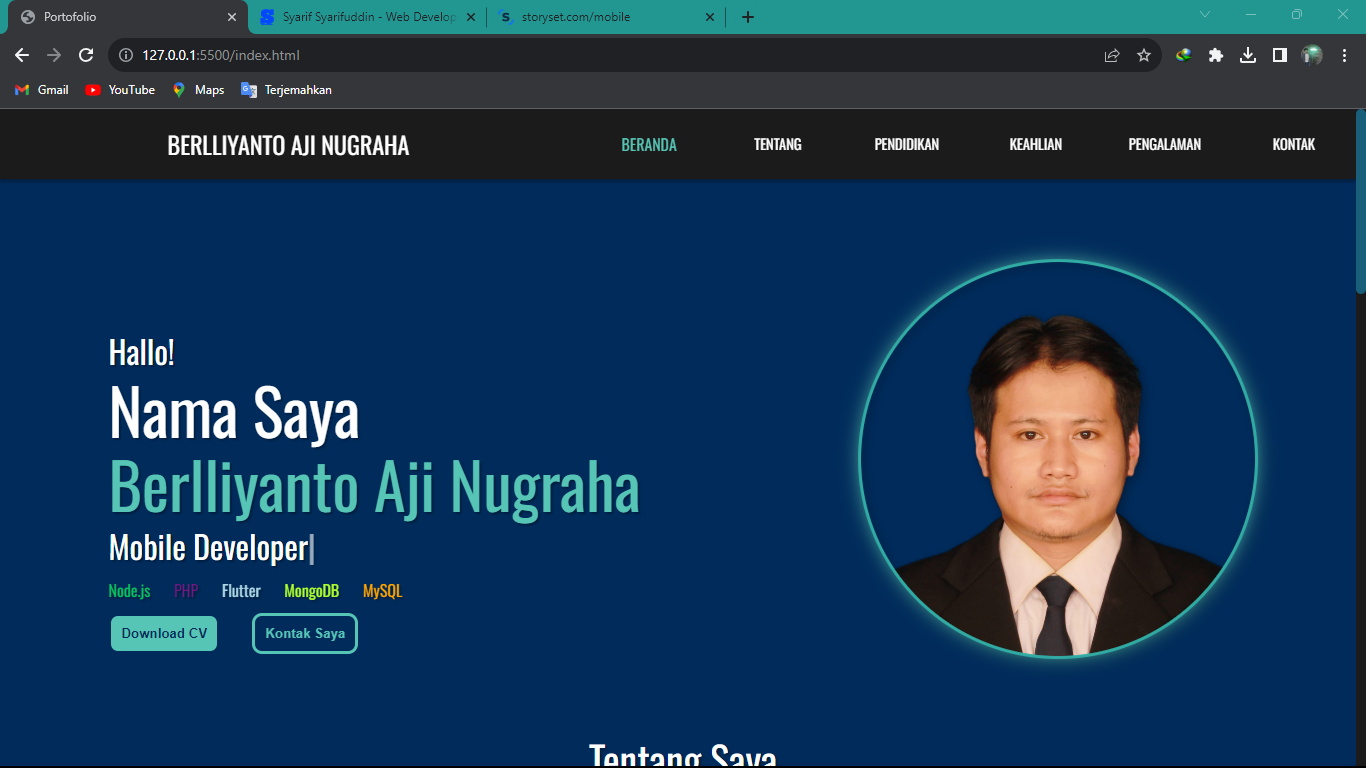 Portofolio
Syarif Syarifuddin - Web Develop
storyset.com/mobile
127.0.0.1:5500/index.html
Gmail YouTube Maps Terjemahkan
BERLLIYANTO AJI NUGRAHA BERANDA TENTANG PENDIDIKAN KEAHLIAN PENGALAMAN KONTAK
Hallo!
Nama Saya
Berlliyanto Aji Nugraha
Mobile Developer|
Node.js PHP Flutter MongoDB MySQL
Download CV Kontak Saya
Tentang Saya